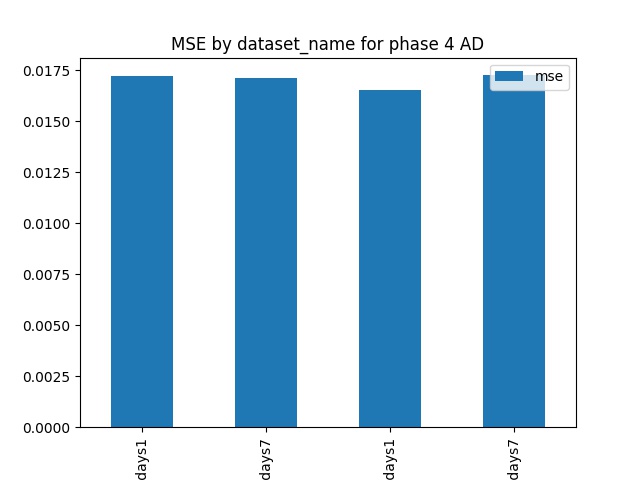 MSE by dataset_name for phase 4 AD
mse
0.0175
0.0150
0.0125
0.0100
0.0075
0.0050
0.0025
0.0000
days1
days7
days1
days7